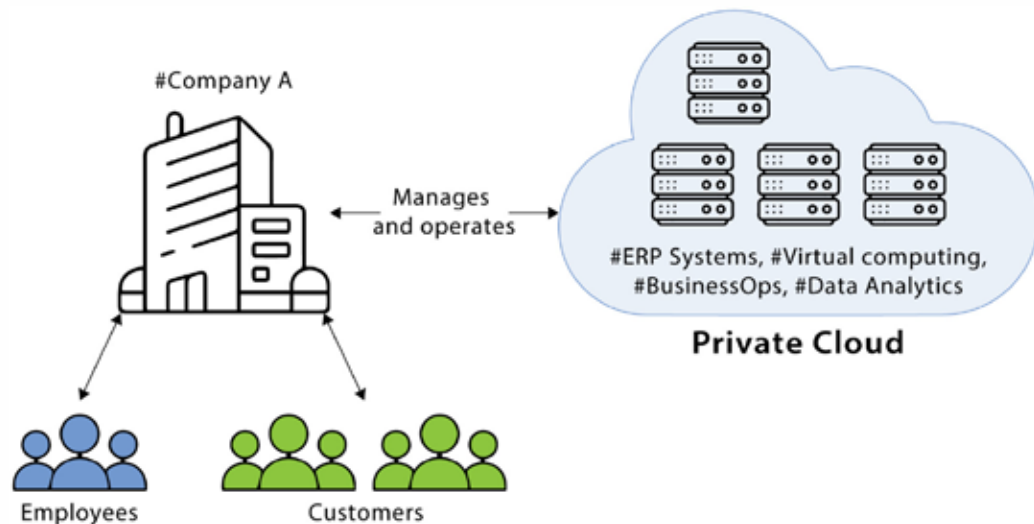 #Company A
Manages
and operates
#ERP Systems, #Virtual computing,
#BusinessOps, #Data Analytics
Private Cloud
Employees
Customers